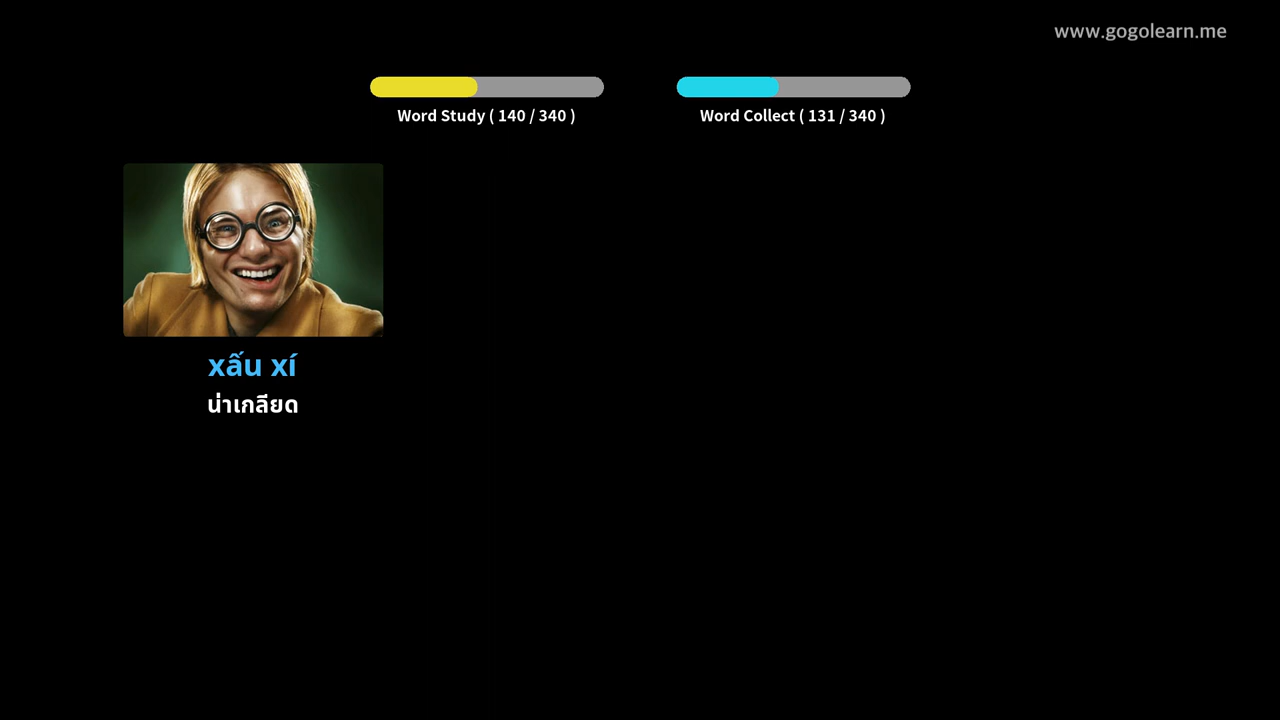 www.gogolearn.me
Word Study ( 140 / 340 )
Word Collect ( 131 / 340 )
xấu xí
น่าเกลียด